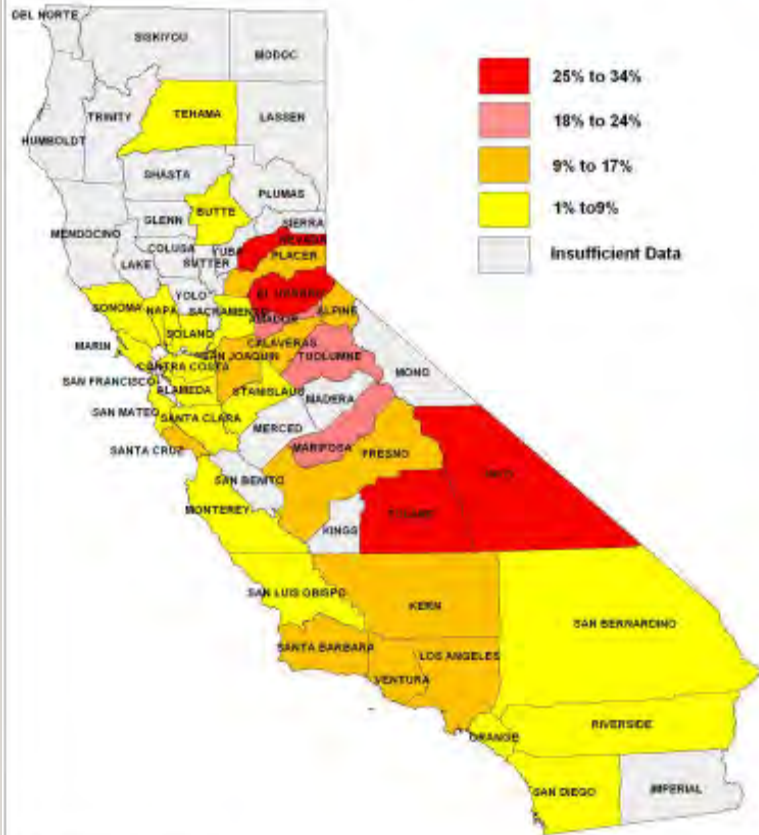 DEL NORTE
SISKIYOU
MODOC
25% to 34%
18% to 24%
9% to 17%
1% to9%
Insufficient Data
HUMBOLDT
TRINITY
TEHAMA
LASSEN
SHASTA
PLUMAS
MENDOCINO
GLENN
BUTTE
SIERRA
NEVADA
LAKE
COLUSA
SUTTER
YUBA
PLACER
SONOMA
NAPA
YOLO
SACRAMENTO
EL DORADO
AMADOR
ALPINE
SOLANO
CALAVERAS
MARIN
SAN JOAQUIN
TUOLUMNE
CONTRA COSTA
MONO
SAN FRANCISCO
ALAMEDA
STANISLAUS
MADERA
SAN MATEO
SANTA CLARA
MERCED
MARIPOSA
SANTA CRUZ
FRESNO
SAN BENITO
INYO
MONTEREY
KINGS
TULARE
SAN LUIS OBISPO
KERN
SAN BERNARDINO
SANTA BARBARA
LOS ANGELES
VENTURA
ORANGE
RIVERSIDE
SAN DIEGO
IMPERIAL